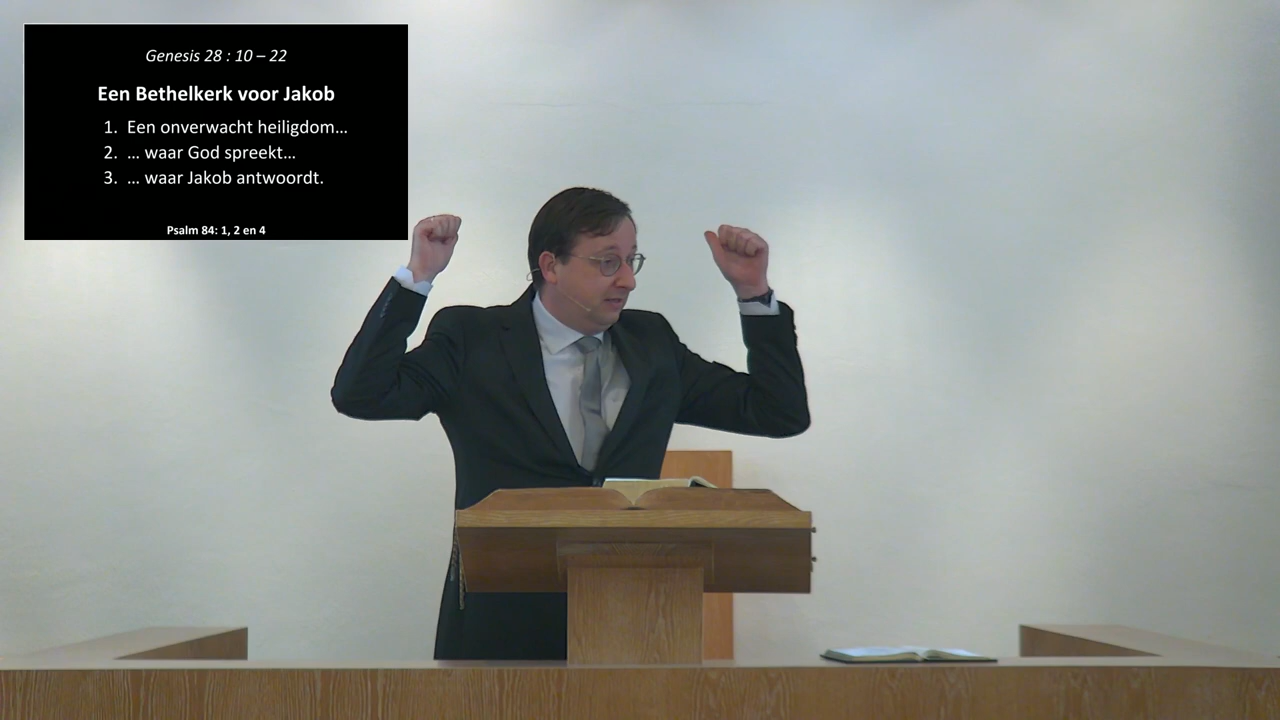 Genesis 28 : 10 – 22
Een Bethelkerk voor Jakob
1. Een onverwacht heiligdom...
2. ... waar God spreekt...
3. ... waar Jakob antwoordt.
Psalm 84: 1, 2 en 4